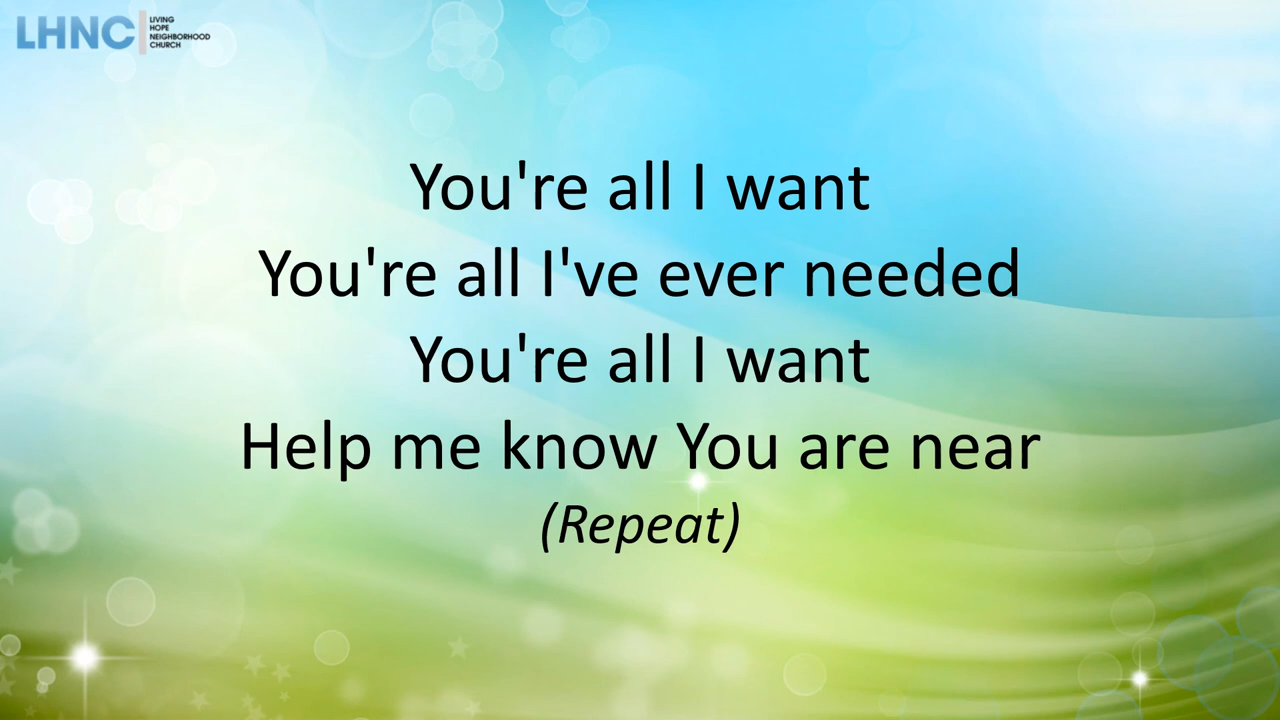 LHNC
LIVING
HOPE
NEIGHBORHOOD
CHURCH
You're all I want
You're all I've ever needed
You're all I want
Help me know You are near
(Repeat)